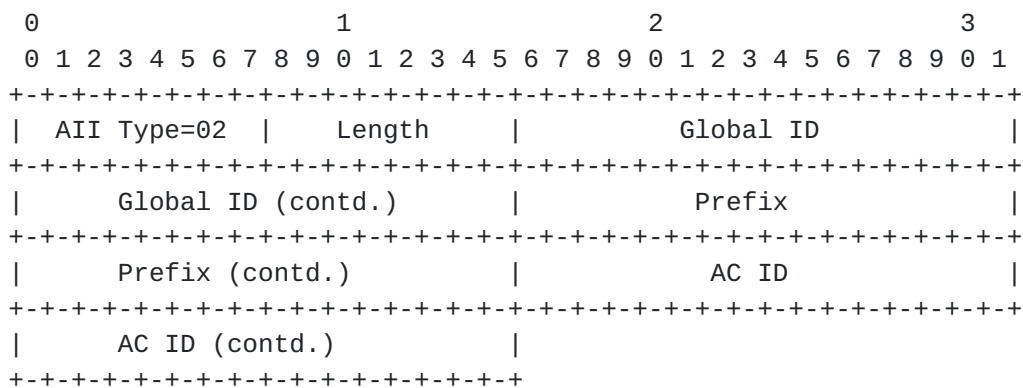 0                   1                   2                   3
 0 1 2 3 4 5 6 7 8 9 0 1 2 3 4 5 6 7 8 9 0 1 2 3 4 5 6 7 8 9 0 1
+-+-+-+-+-+-+-+-+-+-+-+-+-+-+-+-+-+-+-+-+-+-+-+-+-+-+-+-+-+-+-+-+
|  AII Type=02  |    Length     |          Global ID            |
+-+-+-+-+-+-+-+-+-+-+-+-+-+-+-+-+-+-+-+-+-+-+-+-+-+-+-+-+-+-+-+-+
|      Global ID (contd.)       |           Prefix              |
+-+-+-+-+-+-+-+-+-+-+-+-+-+-+-+-+-+-+-+-+-+-+-+-+-+-+-+-+-+-+-+-+
|      Prefix (contd.)          |            AC ID              |
+-+-+-+-+-+-+-+-+-+-+-+-+-+-+-+-+-+-+-+-+-+-+-+-+-+-+-+-+-+-+-+-+
|      AC ID (contd.)           |
+-+-+-+-+-+-+-+-+-+-+-+-+-+-+-+-+